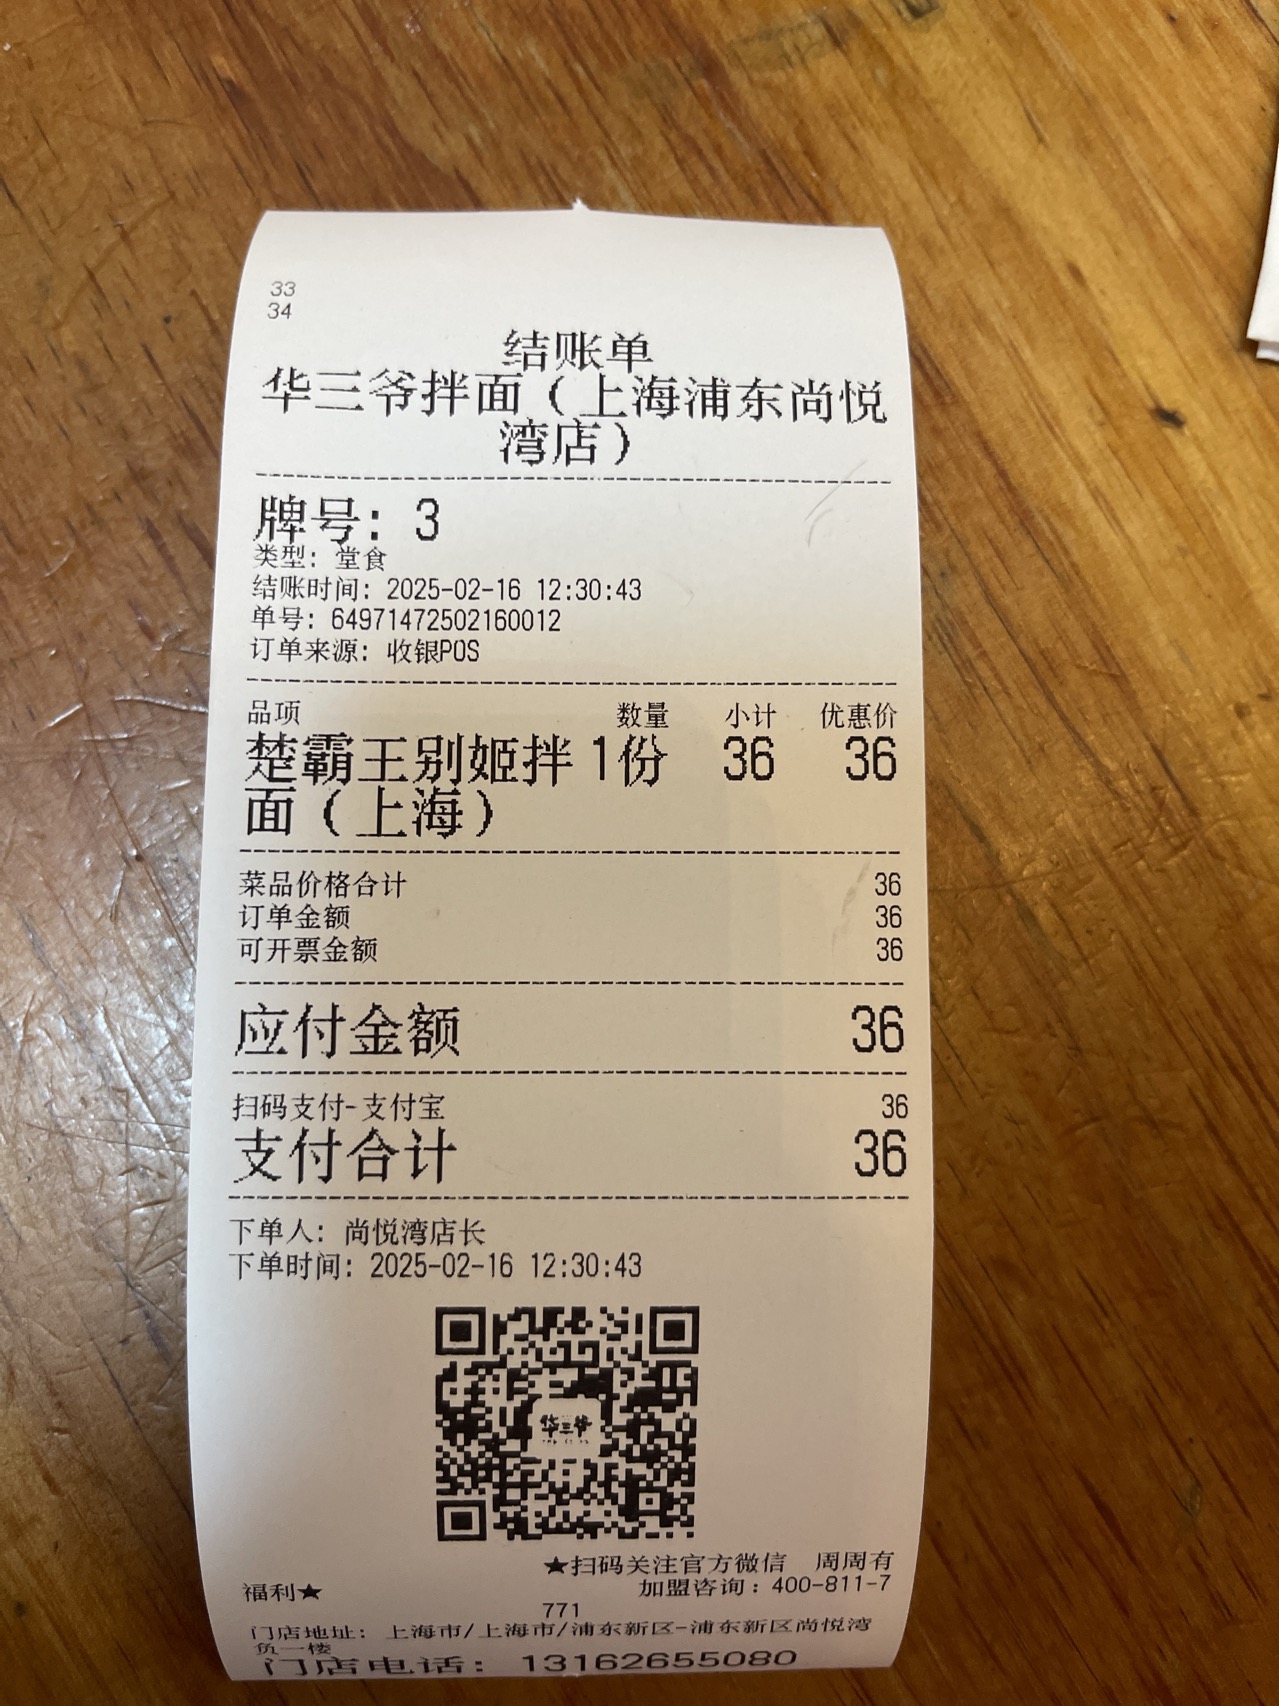 33
34
结账单
华三爷拌面（上海浦东尚悦
湾店）
牌号: 3
类型: 堂食
结账时间: 2025-02-16 12:30:43
单号: 64971472502160012
订单来源: 收银POS
品项 数量 小计 优惠价
楚霸王别姬拌 1份 36 36
面（上海）
菜品价格合计 36
订单金额 36
可开票金额 36
应付金额 36
扫码支付-支付宝 36
支付合计 36
下单人: 尚悦湾店长
下单时间: 2025-02-16 12:30:43
华三爷
★扫码关注官方微信 周周有
福利★ 加盟咨询：400-811-7
771
门店地址: 上海市/上海市/浦东新区-浦东新区尚悦湾
负一楼
门店电话: 13162655080